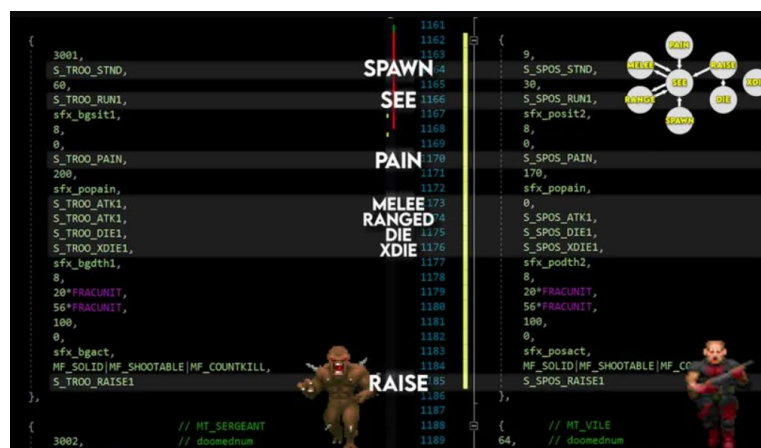 1161
{
3001,
S_TROO_STND,
60,
S_TROO_RUN1,
sfx_bgsit1,
8,
0,
S_TROO_PAIN,
200,
sfx_popain,
S_TROO_ATK1,
S_TROO_ATK1,
S_TROO_DIE1,
S_TROO_XDIE1,
sfx_bgdth1,
8,
20*FRACUNIT,
56*FRACUNIT,
100,
0,
sfx_bgact,
MF_SOLID|MF_SHOOTABLE|MF_COUNTKILL,
S_TROO_RAISE1
},
{ // MT_SERGEANT
3002, // doomednum
SPAWN
SEE
PAIN
MELEE
RANGED
DIE
XDIE
RAISE
1162
1163
64
1165
1166
1167
1168
1169
1170
1171
1172
173
74
1175
1176
1177
1178
1179
1180
1181
1182
1183
1184
185
1186
1187
1188
1189
{
9,
S_SPOS_STND,
30,
S_SPOS_RUN1,
sfx_posit2,
8,
0,
S_SPOS_PAIN,
170,
sfx_popain,
0,
S_SPOS_ATK1,
S_SPOS_DIE1,
S_SPOS_XDIE1,
sfx_podth2,
8,
20*FRACUNIT,
56*FRACUNIT,
100,
0,
sfx_posact,
MF_SOLID|MF_SHOOTABLE|MF_CO
S_SPOS_RAISE1
},
{ // MT_VILE
64, // doomednum
PAIN
MELEE
RAISE
SEE
XDI
RANGE
DIE
SPAWN